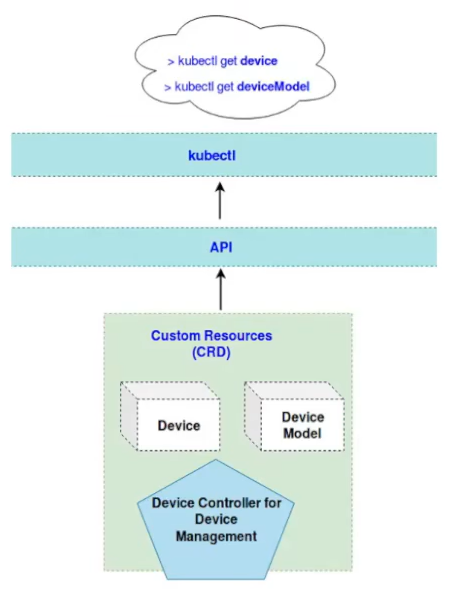 > kubectl get device
> kubectl get deviceModel
kubectl
API
Custom Resources
(CRD)
Device
Device
Model
Device Controller for
Device
Management